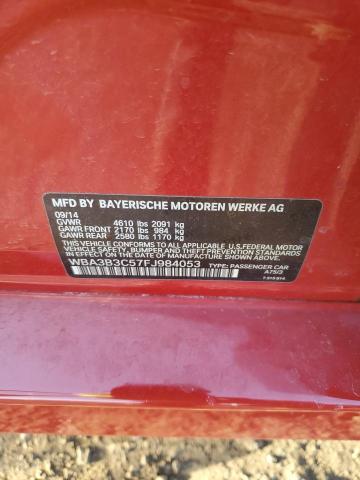 MFD BY BAYERISCHE MOTOREN WERKE AG
09/14
GVWR 4610 lbs 2091 kg
GAWR FRONT 2170 lbs 984 kg
GAWR REAR 2580 lbs 1170 kg
THIS VEHICLE CONFORMS TO ALL APPLICABLE U.S.FEDERAL MOTOR
VEHICLE SAFETY, BUMPER AND THEFT PREVENTION
STANDARDS IN EFFECT ON THE DATE OF MANUFACTURE SHOWN ABOVE.
WBA3B3C57FJ984053 TYPE: PASSENGER CAR
A75/3